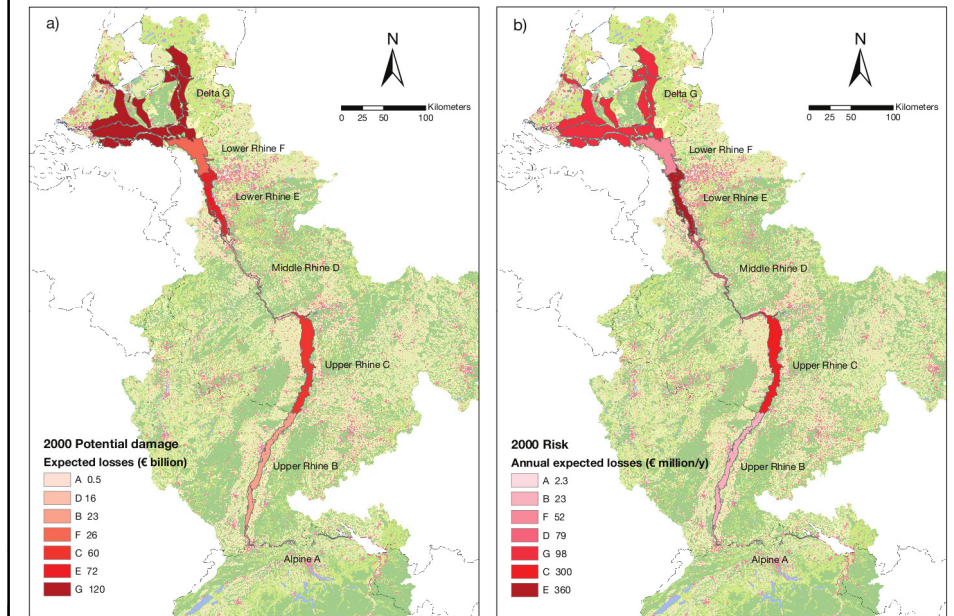 a)
N
Kilometers
0 25 50 100
Delta G
Lower Rhine F
Lower Rhine E
Middle Rhine D
Upper Rhine C
Upper Rhine B
Alpine A
2000 Potential damage
Expected losses (€ billion)
A 0.5
D 16
B 23
F 26
C 60
E 72
G 120
b)
N
Kilometers
0 25 50 100
Delta G
Lower Rhine F
Lower Rhine E
Middle Rhine D
Upper Rhine C
Upper Rhine B
Alpine A
2000 Risk
Annual expected losses (€ million/y)
A 2.3
B 23
F 52
D 79
G 98
C 300
E 360